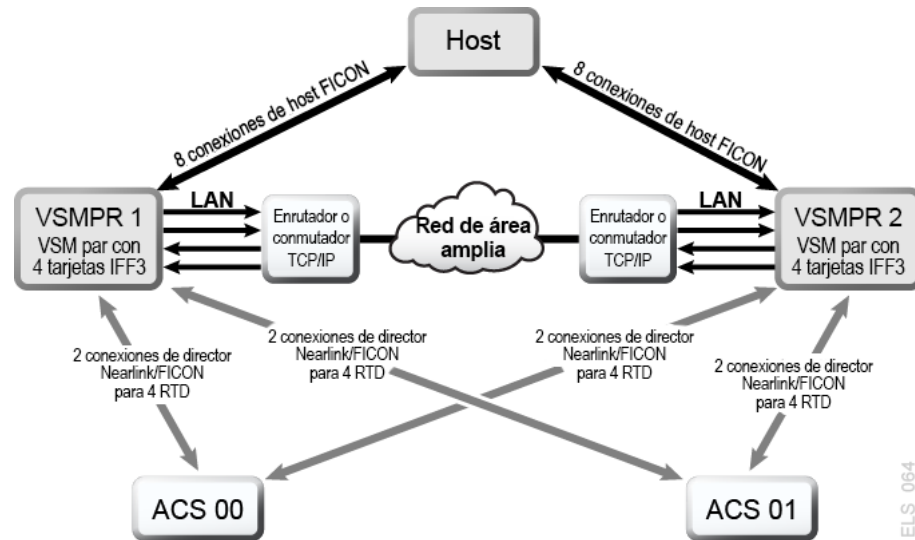 Host
8 conexiones de host FICON
8 conexiones de host FICON
VSMPR 1
VSM par con
4 tarjetas IFF3
LAN
Enrutador o
conmutador
TCP/IP
Red de área
amplia
Enrutador o
conmutador
TCP/IP
LAN
VSMPR 2
VSM par con
4 tarjetas IFF3
2 conexiones de director
Nearlink/FICON
para 4 RTD
2 conexiones de director
Nearlink/FICON
para 4 RTD
2 conexiones de director
Nearlink/FICON
para 4 RTD
2 conexiones de director
Nearlink/FICON
para 4 RTD
ACS 00
ACS 01
ELS_064